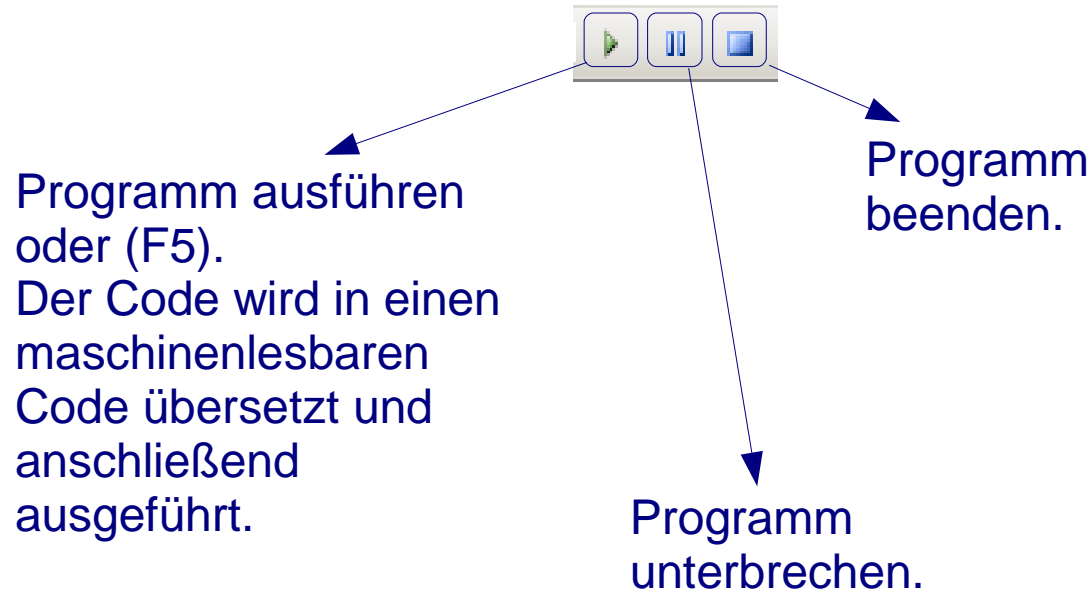 Programm ausführen
oder (F5).
Der Code wird in einen
maschinenlesbaren
Code übersetzt und
anschließend
ausgeführt.
Programm
unterbrechen.
Programm
beenden.